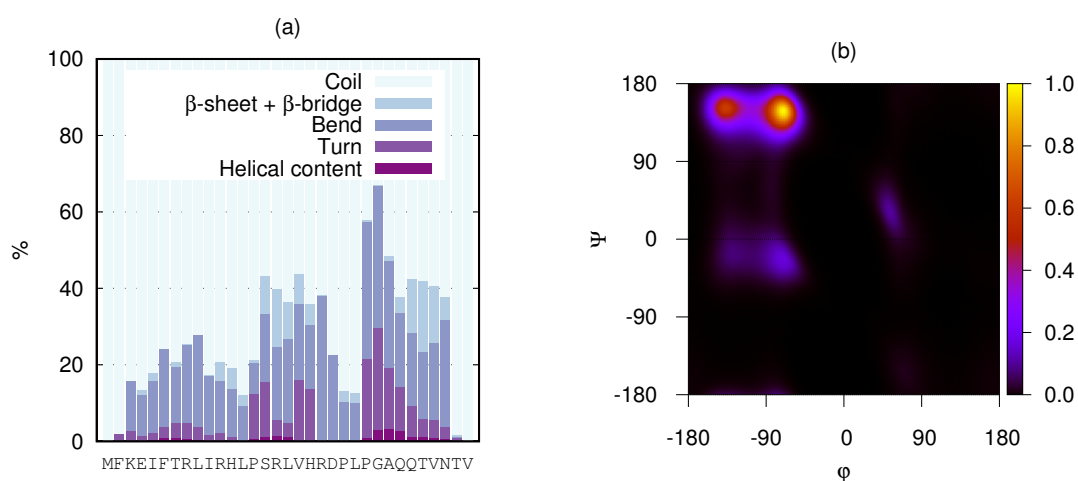 (a)
100
80
60
40
20
0
%
Coil
β-sheet + β-bridge
Bend
Turn
Helical content
MFKEIFTRLIRHLPSRLVHRDPLPGAQQTVNTV
(b)
180
90
0
-90
-180
Ψ
-180 -90 0 90 180
φ
1.0
0.8
0.6
0.4
0.2
0.0